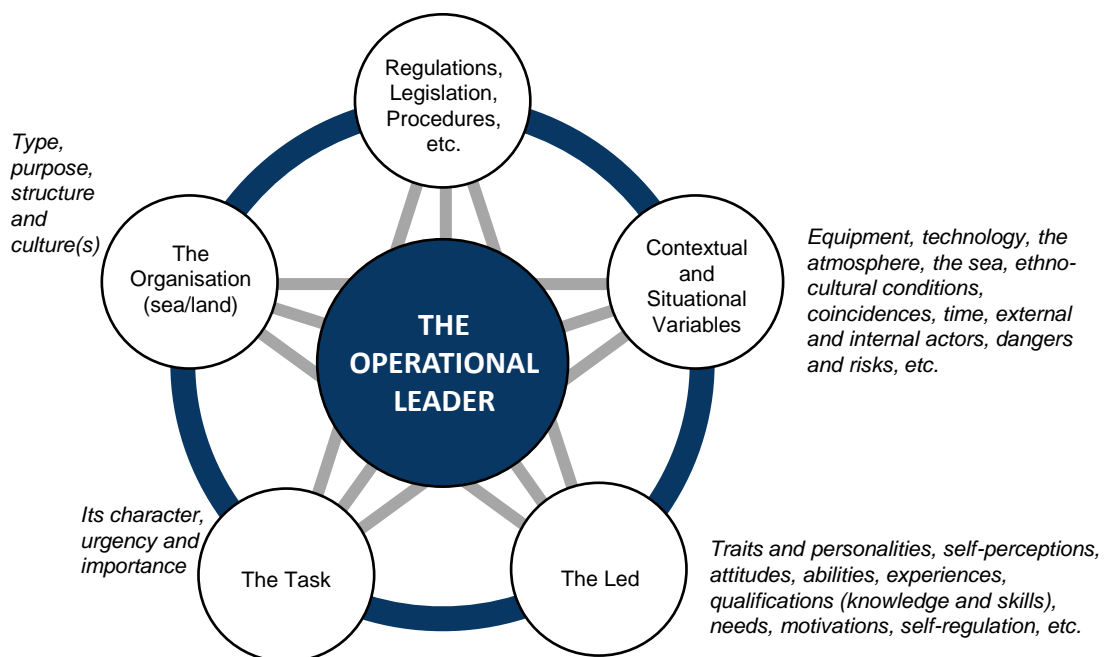 Regulations,
Legislation,
Procedures,
etc.
Type,
purpose,
structure
and
culture(s)
The
Organisation
(sea/land)
Contextual
and
Situational
Variables
Equipment, technology, the
atmosphere, the sea, ethno-
cultural conditions,
coincidences, time, external
and internal actors, dangers
and risks, etc.
THE
OPERATIONAL
LEADER
Its character,
urgency and
importance
The Task
The Led
Traits and personalities, self-perceptions,
attitudes, abilities, experiences,
qualifications (knowledge and skills),
needs, motivations, self-regulation, etc.